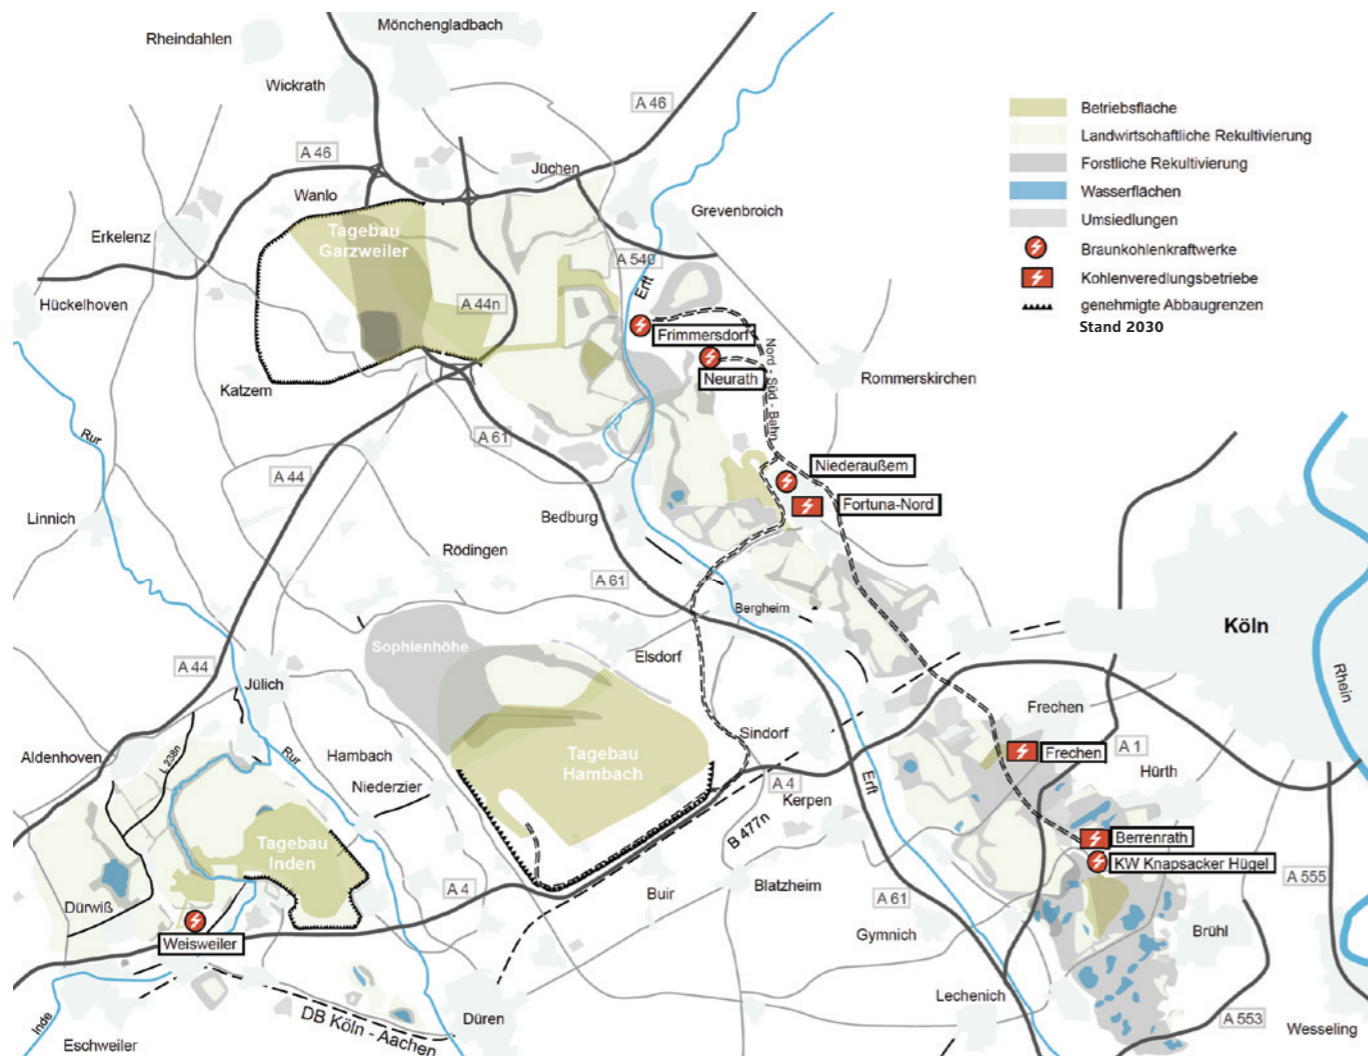 Mönchengladbach
Rheindahlen
Wickrath
A 46
A 46
Jüchen
Wanlo
Grevenbroich
Erkelenz
Tagebau
Garzweiler
A 540
Erft
Hückelhoven
A 44n
Frimmersdorf
Neurath
Nord - Süd - Bahn
Rommerskirchen
Katzem
Rur
A 61
A 44
Niederaußem
Fortuna-Nord
Linnich
Bedburg
Rödingen
A 61
Bergheim
Köln
Sophienhöhe
Elsdorf
A 44
Jülich
Rhein
Frechen
Aldenhoven
L 238n
Rur
Hambach
Tagebau
Hambach
Sindorf
Frechen
A 1
Hürth
Niederzier
A 4
Kerpen
Erft
B 477n
Tagebau
Inden
Berrenrath
KW Knapsacker Hügel
A 4
Buir
Blatzheim
A 61
A 555
Dürwiß
Weisweiler
Gymnich
Brühl
Lechenich
DB Köln - Aachen
Düren
A 553
Wesseling
Inde
Eschweiler
Betriebsfläche
Landwirtschaftliche Rekultivierung
Forstliche Rekultivierung
Wasserflächen
Umsiedlungen
Braunkohlenkraftwerke
Kohlenveredlungsbetriebe
genehmigte Abbaugrenzen
Stand 2030